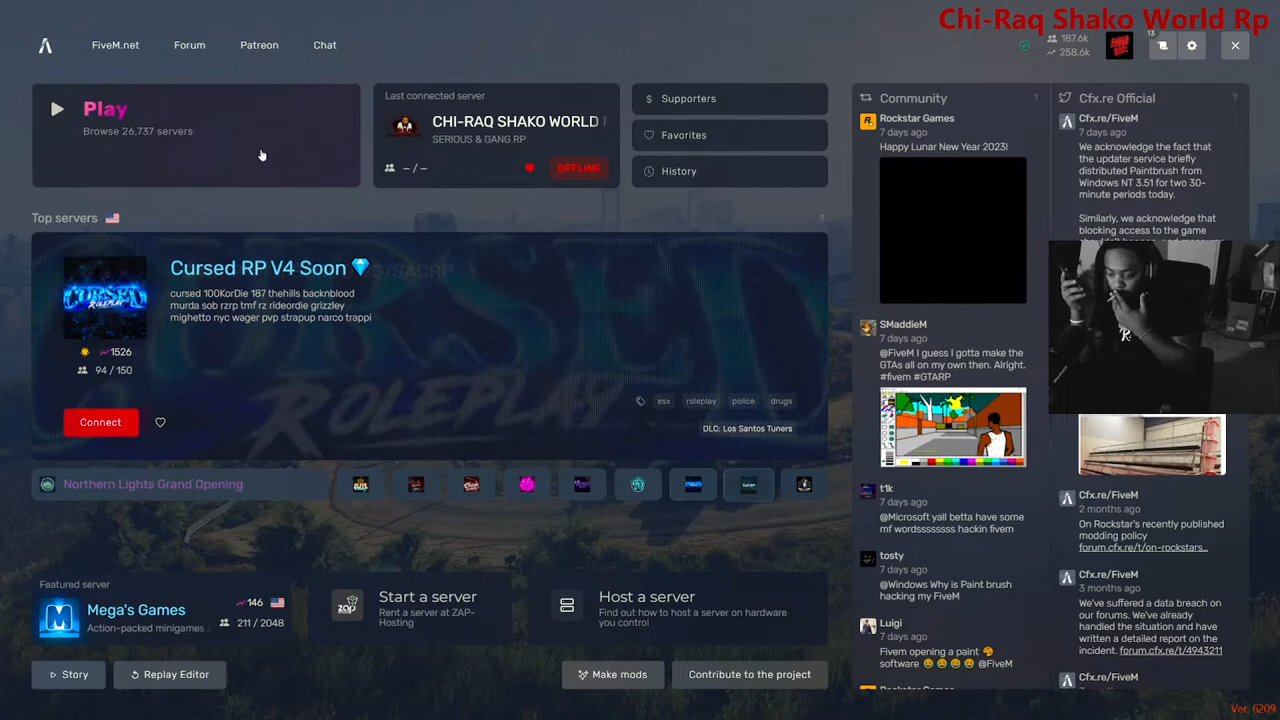 Chi-Raq Shako World Rp
FiveM.net
Forum
Patreon
Chat
187.6k
258.6k
13
Play
Browse 26,737 servers
Last connected server
CHI-RAQ SHAKO WORLD
SERIOUS & GANG RP
– / –
OFFLINE
Supporters
Favorites
History
Top servers
?
CURSED
ROLEPLAY
Cursed RP V4 Soon
cursed 100KorDie 187 thehills backnblood
murda sob rzrp tmf rz rideordie grizzley
mighetto nyc wager pvp strapup narco trappi
1526
94 / 150
Connect
esx
roleplay
police
drugs
DLC: Los Santos Tuners
Northern Lights Grand Opening
Featured server
Mega's Games
Action-packed minigames
146
211 / 2048
Start a server
Rent a server at ZAP-
Hosting
ZAP
Host a server
Find out how to host a server on hardware
you control
Story
Replay Editor
Make mods
Contribute to the project
Community
?
Rockstar Games
7 days ago
Happy Lunar New Year 2023!
SMaddieM
7 days ago
@FiveM I guess I gotta make the
GTAs all on my own then. Alright.
#fivem #GTARP
t1k
7 days ago
@Microsoft yall betta have some
mf wordsssssss hackin fivem
tosty
7 days ago
@Windows Why is Paint brush
hacking my FiveM
Luigi
7 days ago
Fivem opening a paint
software 😂😂😂😂 @FiveM
Rockstar Games
Cfx.re Official
?
Cfx.re/FiveM
7 days ago
We acknowledge the fact that
the updater service briefly
distributed Paintbrush from
Windows NT 3.51 for two 30-
minute periods today.
Similarly, we acknowledge that
blocking access to the game
Cfx.re/FiveM
2 months ago
On Rockstar's recently published
modding policy
forum.cfx.re/t/on-rockstars...
Cfx.re/FiveM
3 months ago
We've suffered a data breach on
our forums. We've already
handled the situation and have
written a detailed report on the
incident. forum.cfx.re/t/4943211
Cfx.re/FiveM
Ver. 6209